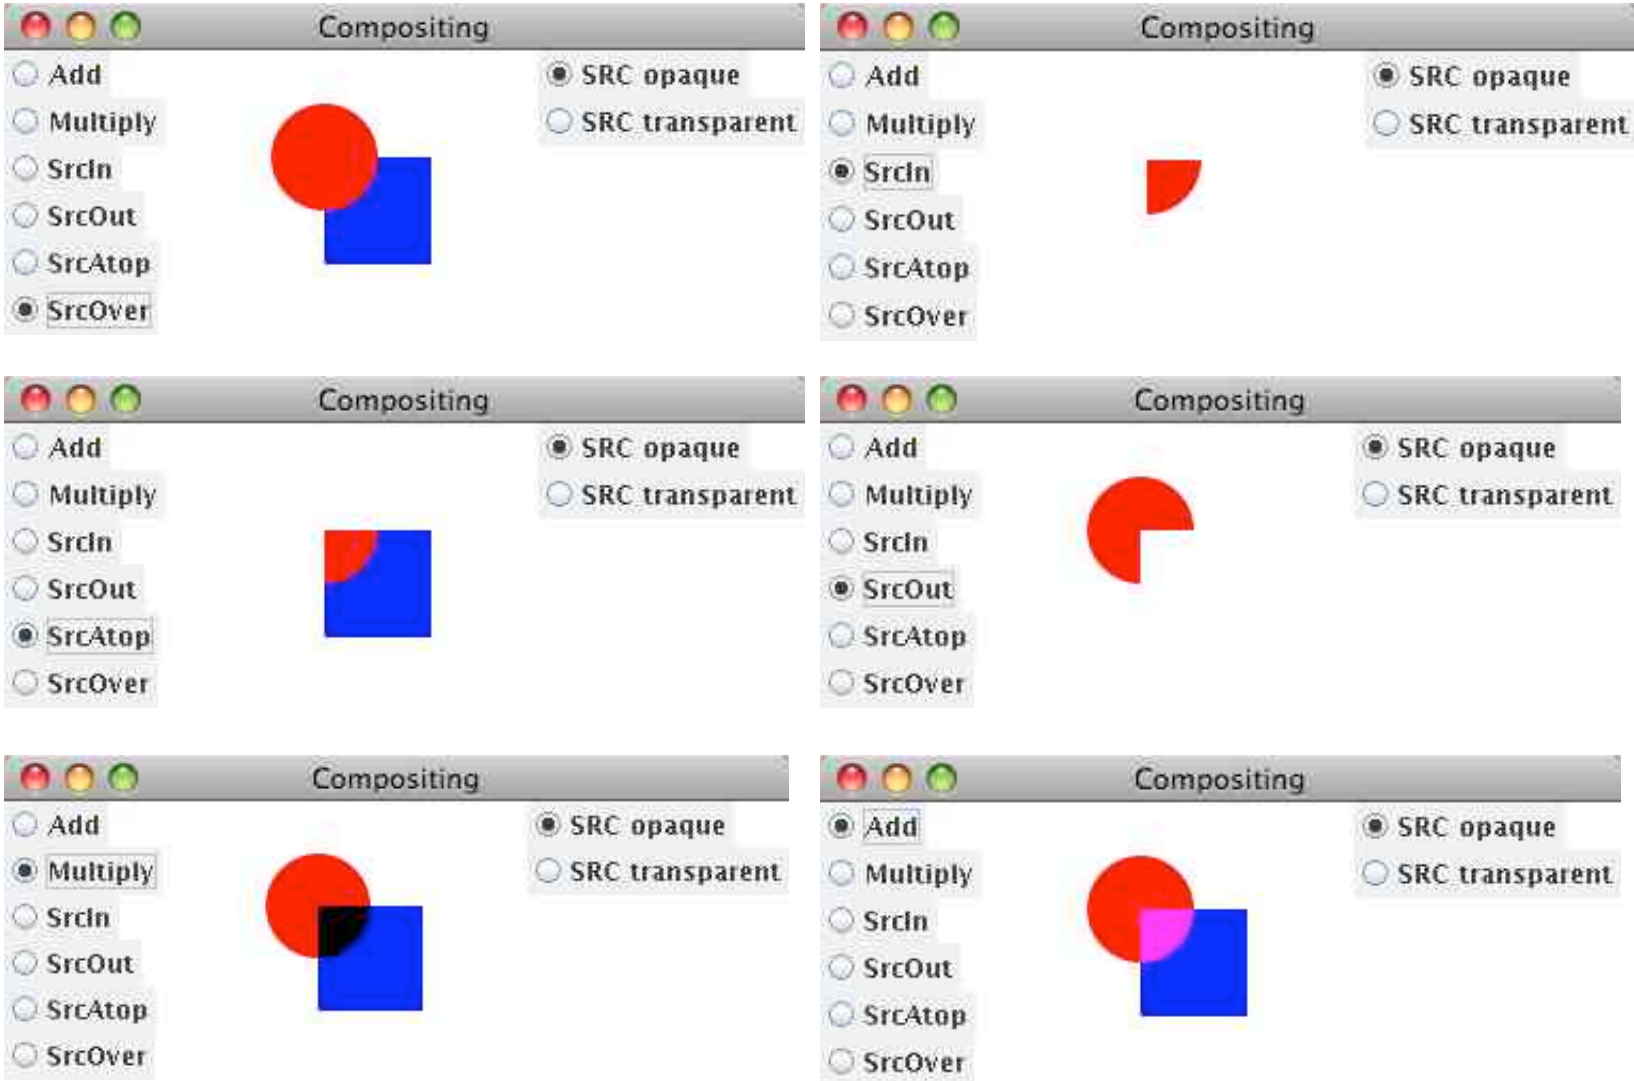 Compositing
Add
Multiply
SrcIn
SrcOut
SrcAtop
SrcOver
SRC opaque
SRC transparent
Compositing
Add
Multiply
SrcIn
SrcOut
SrcAtop
SrcOver
SRC opaque
SRC transparent
Compositing
Add
Multiply
SrcIn
SrcOut
SrcAtop
SrcOver
SRC opaque
SRC transparent
Compositing
Add
Multiply
SrcIn
SrcOut
SrcAtop
SrcOver
SRC opaque
SRC transparent
Compositing
Add
Multiply
SrcIn
SrcOut
SrcAtop
SrcOver
SRC opaque
SRC transparent
Compositing
Add
Multiply
SrcIn
SrcOut
SrcAtop
SrcOver
SRC opaque
SRC transparent